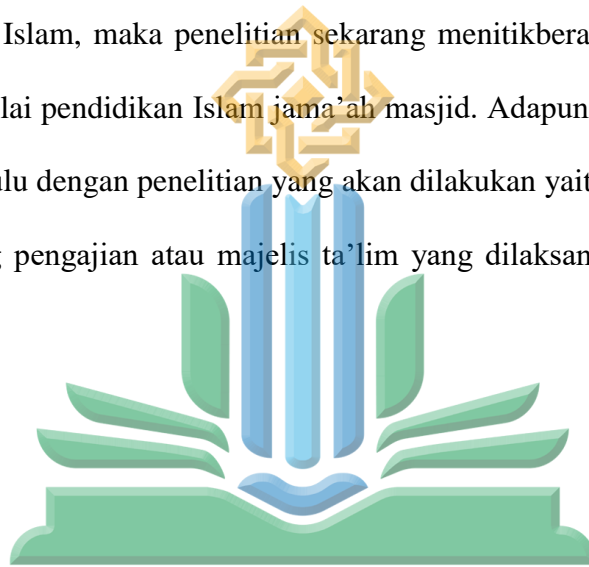 Islam, maka penelitian sekarang menitikbera
lai pendidikan Islam jama’ah masjid. Adapun
ulu dengan penelitian yang akan dilakukan yait
g pengajian atau majelis ta’lim yang dilaksan